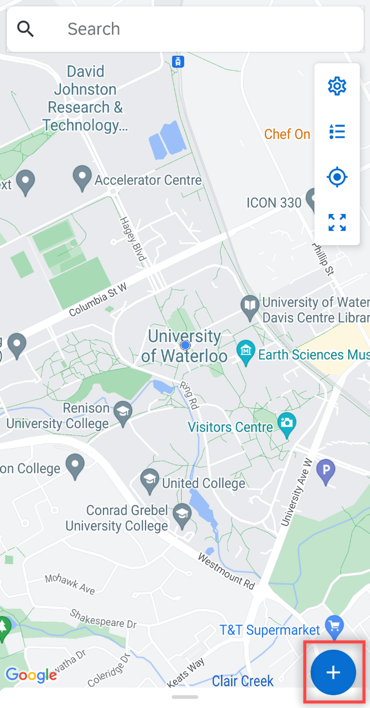 Search
David
Johnston
Research &
Technology...
Chef On
ext
Accelerator Centre
ICON 330
Hagey Blvd
Phillip St
Columbia St W
University of Water
Davis Centre Librar
University
of Waterloo
Earth Sciences Mus
Ring Rd
Renison
University College
Visitors Centre
on College
United College
P
University Ave W
Conrad Grebel
University College
Westmount Rd
Mohawk Ave
Shakespeare Dr
T&T Supermarket
Google
Coleridge Dr
Keats Way
Clair Creek
+